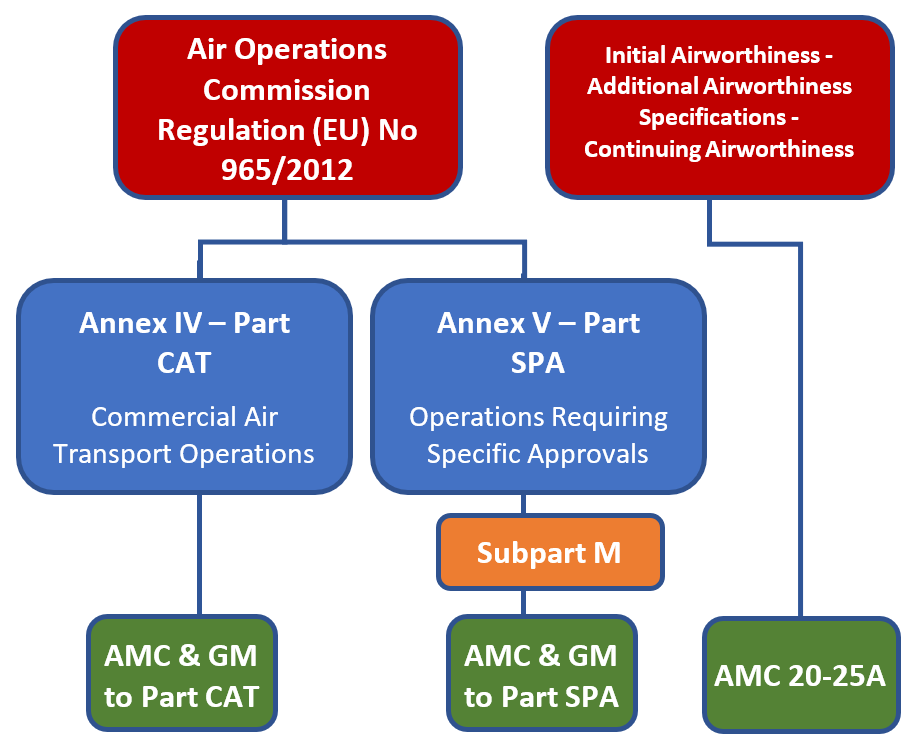 Air Operations
Commission
Regulation (EU) No
965/2012
Initial Airworthiness -
Additional Airworthiness
Specifications -
Continuing Airworthiness
Annex IV – Part
CAT
Commercial Air
Transport Operations
Annex V – Part
SPA
Operations Requiring
Specific Approvals
Subpart M
AMC & GM
to Part CAT
AMC & GM
to Part SPA
AMC 20-25A